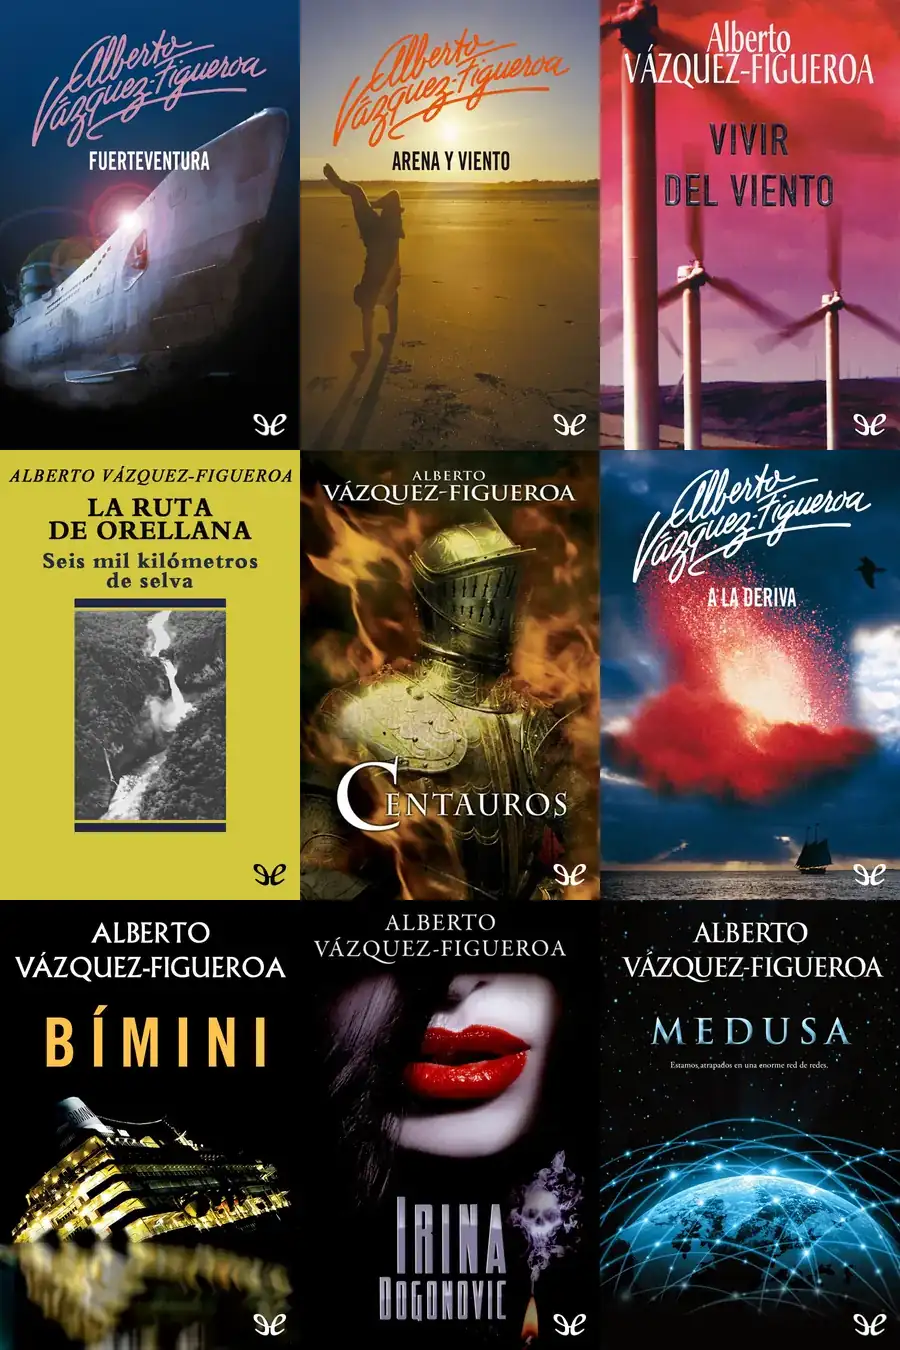 Alberto
Vázquez-Figueroa
FUERTEVENTURA
Alberto
Vázquez-Figueroa
ARENA Y VIENTO
Alberto
VÁZQUEZ-FIGUEROA
VIVIR
DEL VIENTO
ALBERTO VÁZQUEZ-FIGUEROA
LA RUTA
DE ORELLANA
Seis mil kilómetros
de selva
ALBERTO
VÁZQUEZ-FIGUEROA
CENTAUROS
Alberto
Vázquez-Figueroa
A LA DERIVA
ALBERTO
VÁZQUEZ-FIGUEROA
BÍMINI
ALBERTO
VÁZQUEZ-FIGUEROA
IRINA
DOGONOVIC
ALBERTO
VÁZQUEZ-FIGUEROA
MEDUSA
Estamos atrapados en una enorme red de redes.